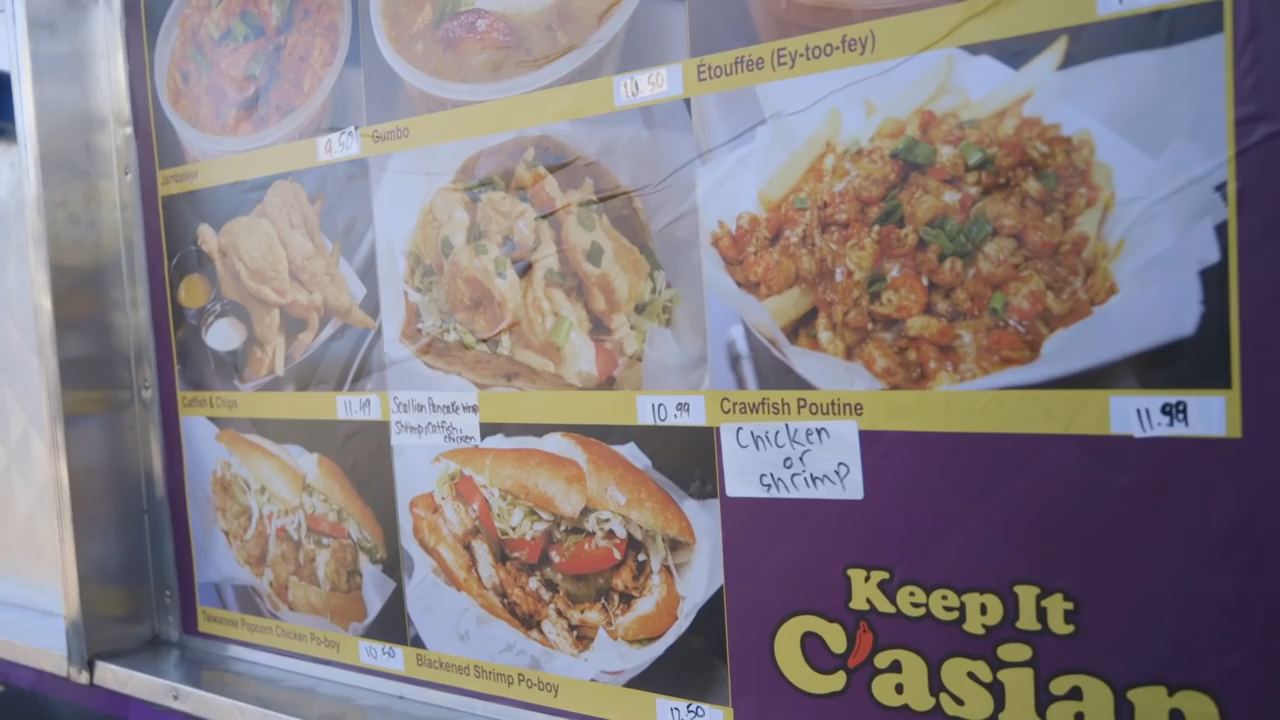 Étouffée (Ey-too-fey)
10.50
Gumbo
9.50
Jambalaya
Catfish & Chips
11.49
Scallion Pancake Wrap
Shrimp, Catfish,
chicken
10.99
Crawfish Poutine
11.99
Chicken
or
shrimp
Taiwanese Popcorn Chicken Po-boy
10.50
Blackened Shrimp Po-boy
12.50
Keep It
C'asian